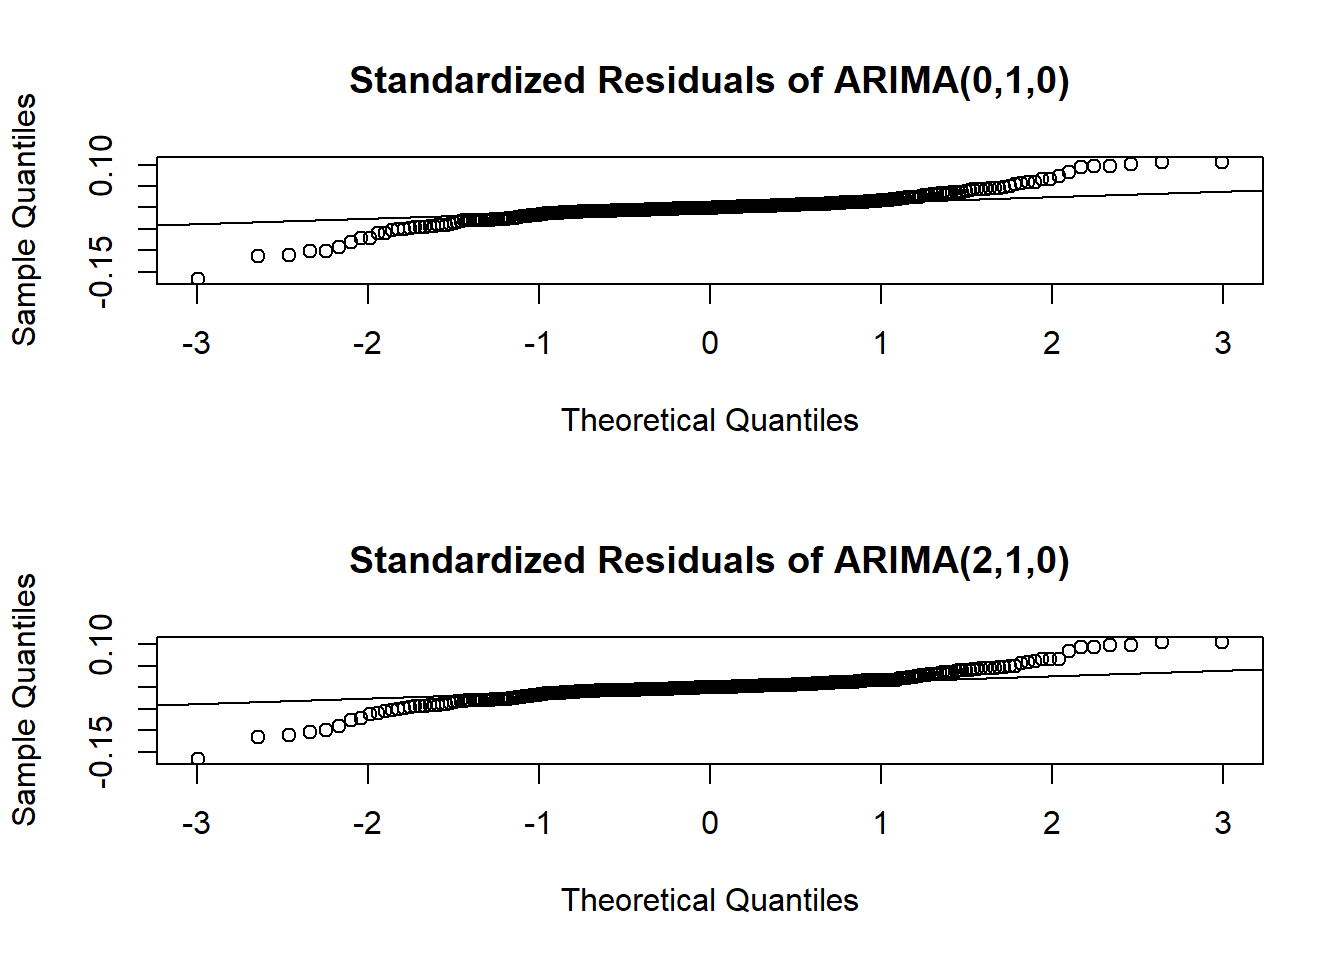 Standardized Residuals of ARIMA(0,1,0)
Sample Quantiles
0.10
-0.15
-3 -2 -1 0 1 2 3
Theoretical Quantiles
Standardized Residuals of ARIMA(2,1,0)
Sample Quantiles
0.10
-0.15
-3 -2 -1 0 1 2 3
Theoretical Quantiles